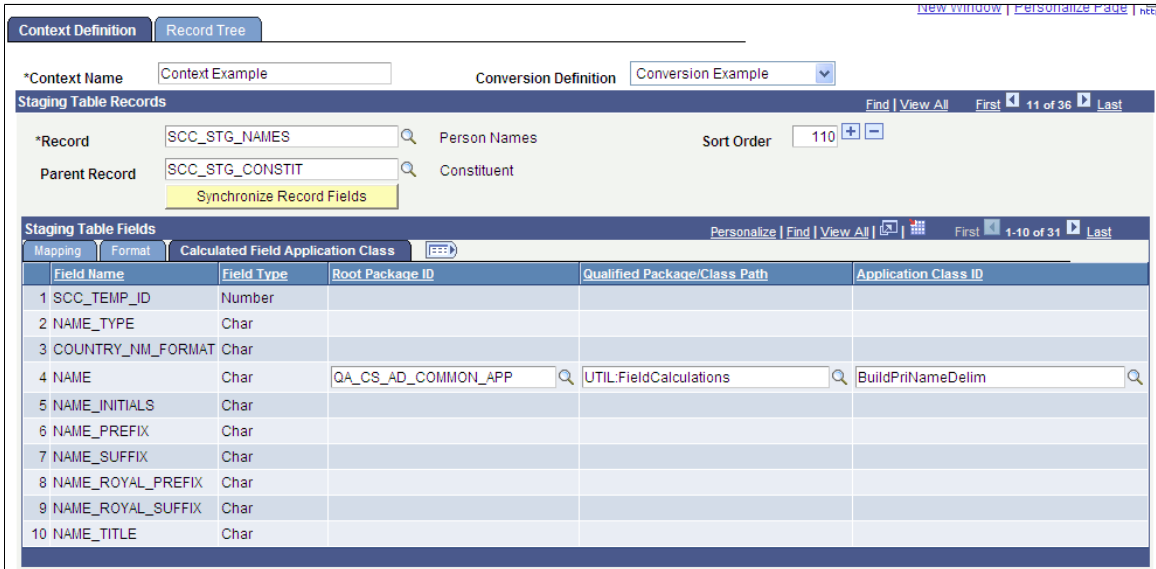 New Window | Personalize Page |
Context Definition Record Tree
*Context Name Context Example Conversion Definition Conversion Example
Staging Table Records Find | View All First 11 of 36 Last
*Record SCC_STG_NAMES Person Names Sort Order 110
Parent Record SCC_STG_CONSTIT Constituent
Synchronize Record Fields
Staging Table Fields Personalize | Find | View All | | First 1-10 of 31 Last
Mapping Format Calculated Field Application Class
Field Name Field Type Root Package ID Qualified Package/Class Path Application Class ID
1 SCC_TEMP_ID Number
2 NAME_TYPE Char
3 COUNTRY_NM_FORMAT Char
4 NAME Char QA_CS_AD_COMMON_APP UTIL:FieldCalculations BuildPriNameDelim
5 NAME_INITIALS Char
6 NAME_PREFIX Char
7 NAME_SUFFIX Char
8 NAME_ROYAL_PREFIX Char
9 NAME_ROYAL_SUFFIX Char
10 NAME_TITLE Char